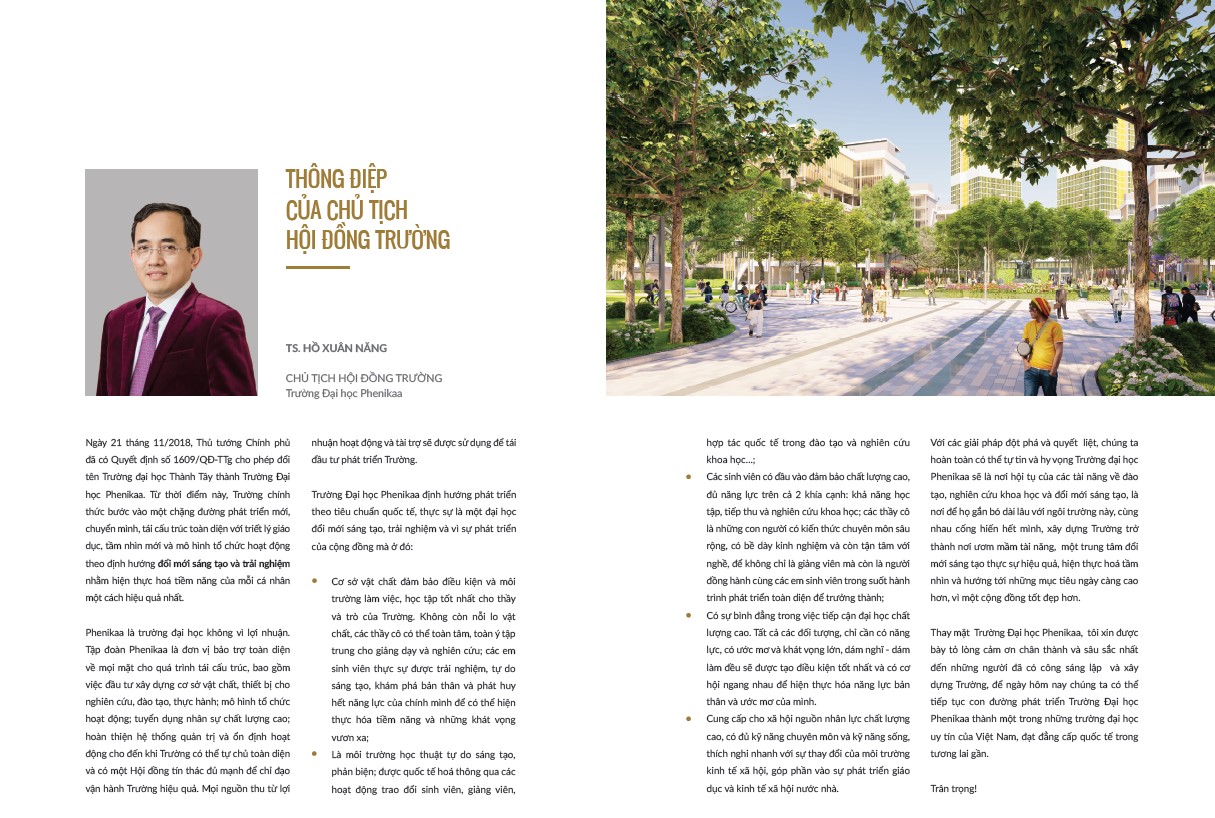 THÔNG ĐIỆP
CỦA CHỦ TỊCH
HỘI ĐỒNG TRƯỜNG
TS. HỒ XUÂN NĂNG
CHỦ TỊCH HỘI ĐỒNG TRƯỜNG
Trường Đại học Phenikaa
Ngày 21 tháng 11/2018, Thủ tướng Chính phủ
đã có Quyết định số 1609/QĐ-TTg cho phép đổi
tên Trường đại học Thành Tây thành Trường Đại
học Phenikaa. Từ thời điểm này, Trường chính
thức bước vào một chặng đường phát triển mới,
chuyển mình, tái cấu trúc toàn diện với triết lý giáo
dục, tầm nhìn mới và mô hình tổ chức hoạt động
theo định hướng đổi mới sáng tạo và trải nghiệm
nhằm hiện thực hoá tiềm năng của mỗi cá nhân
một cách hiệu quả nhất.
Phenikaa là trường đại học không vì lợi nhuận.
Tập đoàn Phenikaa là đơn vị bảo trợ toàn diện
về mọi mặt cho quá trình tái cấu trúc, bao gồm
việc đầu tư xây dựng cơ sở vật chất, thiết bị cho
nghiên cứu, đào tạo, thực hành; mô hình tổ chức
hoạt động; tuyển dụng nhân sự chất lượng cao;
hoàn thiện hệ thống quản trị và ổn định hoạt
động cho đến khi Trường có thể tự chủ toàn diện
và có một Hội đồng tín thác đủ mạnh để chỉ đạo
vận hành Trường hiệu quả. Mọi nguồn thu từ lợi
nhuận hoạt động và tài trợ sẽ được sử dụng để tái
đầu tư phát triển Trường.
Trường Đại học Phenikaa định hướng phát triển
theo tiêu chuẩn quốc tế, thực sự là một đại học
đổi mới sáng tạo, trải nghiệm và vì sự phát triển
của cộng đồng mà ở đó:
• Cơ sở vật chất đảm bảo điều kiện và môi
trường làm việc, học tập tốt nhất cho thầy
và trò của Trường. Không còn nỗi lo vật
chất, các thầy cô có thể toàn tâm, toàn ý tập
trung cho giảng dạy và nghiên cứu; các em
sinh viên thực sự được trải nghiệm, tự do
sáng tạo, khám phá bản thân và phát huy
hết năng lực của chính mình để có thể hiện
thực hóa tiềm năng và những khát vọng
vươn xa;
• Là môi trường học thuật tự do sáng tạo,
phản biện; được quốc tế hoá thông qua các
hoạt động trao đổi sinh viên, giảng viên,
hợp tác quốc tế trong đào tạo và nghiên cứu
khoa học...;
• Các sinh viên có đầu vào đảm bảo chất lượng cao,
đủ năng lực trên cả 2 khía cạnh: khả năng học
tập, tiếp thu và nghiên cứu khoa học; các thầy cô
là những con người có kiến thức chuyên môn sâu
rộng, có bề dày kinh nghiệm và còn tận tâm với
nghề, để không chỉ là giảng viên mà còn là người
đồng hành cùng các em sinh viên trong suốt hành
trình phát triển toàn diện để trưởng thành;
• Có sự bình đẳng trong việc tiếp cận đại học chất
lượng cao. Tất cả các đối tượng, chỉ cần có năng
lực, có ước mơ và khát vọng lớn, dám nghĩ - dám
làm đều sẽ được tạo điều kiện tốt nhất và có cơ
hội ngang nhau để hiện thực hóa năng lực bản
thân và ước mơ của mình.
• Cung cấp cho xã hội nguồn nhân lực chất lượng
cao, có đủ kỹ năng chuyên môn và kỹ năng sống,
thích nghi nhanh với sự thay đổi của môi trường
kinh tế xã hội, góp phần vào sự phát triển giáo
dục và kinh tế xã hội nước nhà.
Với các giải pháp đột phá và quyết liệt, chúng ta
hoàn toàn có thể tự tin và hy vọng Trường đại học
Phenikaa sẽ là nơi hội tụ của các tài năng về đào
tạo, nghiên cứu khoa học và đổi mới sáng tạo, là
nơi để họ gắn bó dài lâu với ngôi trường này, cùng
nhau cống hiến hết mình, xây dựng Trường trở
thành nơi ươm mầm tài năng, một trung tâm đổi
mới sáng tạo thực sự hiệu quả, hiện thực hoá tầm
nhìn và hướng tới những mục tiêu ngày càng cao
hơn, vì một cộng đồng tốt đẹp hơn.
Thay mặt Trường Đại học Phenikaa, tôi xin được
bày tỏ lòng cảm ơn chân thành và sâu sắc nhất
đến những người đã có công sáng lập và xây
dựng Trường, để ngày hôm nay chúng ta có thể
tiếp tục con đường phát triển Trường Đại học
Phenikaa thành một trong những trường đại học
uy tín của Việt Nam, đạt đẳng cấp quốc tế trong
tương lai gần.
Trân trọng!